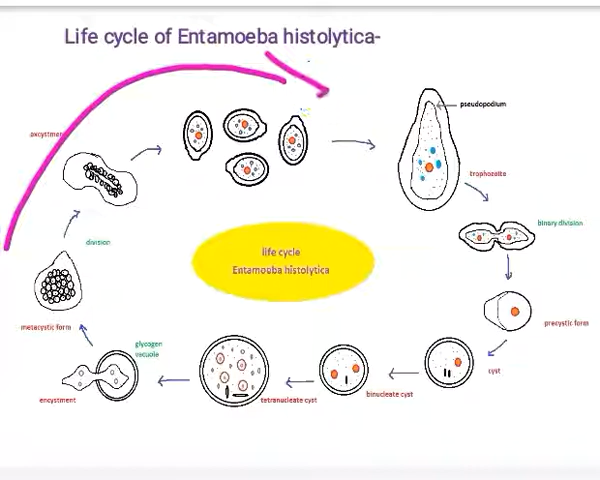 Life cycle of Entamoeba histolytica-
pseudopodium
axcystment
trophozoite
binary division
division
life cycle
Entamoeba histolytica
metacystic form
precystic form
glycogen
vacuole
cyst
encystment
tetranucleate cyst
binucleate cyst